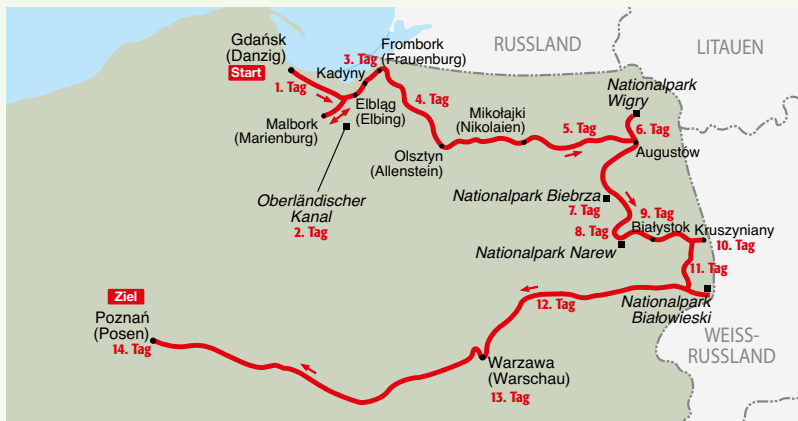 Gdańsk
(Danzig)
Start
1. Tag
3. Tag
Kadyny
Frombork
(Frauenburg)
RUSSLAND
LITAUEN
Malbork
(Marienburg)
Elbląg
(Elbing)
4. Tag
Olsztyn
(Allenstein)
Mikołajki
(Nikolaien)
5. Tag
Nationalpark
Wigry
6. Tag
Augustów
Oberländischer
Kanal
2. Tag
Nationalpark Biebrza
7. Tag
8. Tag
9. Tag
Białystok
Kruszyniany
10. Tag
Nationalpark Narew
11. Tag
Nationalpark
Białowieski
12. Tag
WEISS-
RUSSLAND
Ziel
Poznań
(Posen)
14. Tag
Warzawa
(Warschau)
13. Tag